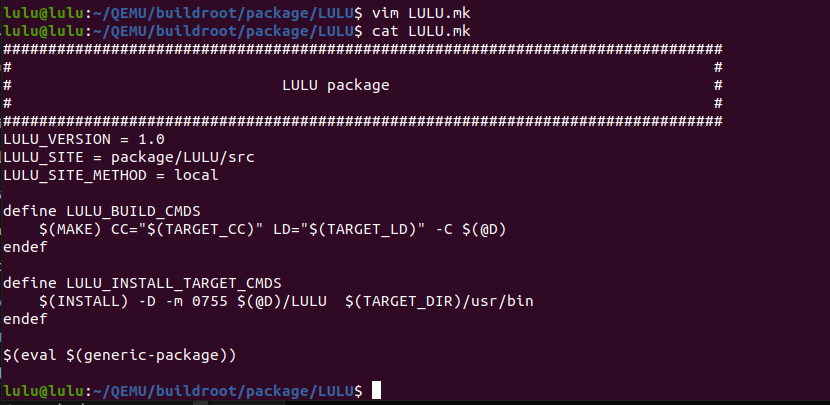 lulu@lulu:~/QEMU/buildroot/package/LULU$ vim LULU.mk
lulu@lulu:~/QEMU/buildroot/package/LULU$ cat LULU.mk
################################################################################
#                                                                              #
#                              LULU package                                    #
#                                                                              #
################################################################################
LULU_VERSION = 1.0
LULU_SITE = package/LULU/src
LULU_SITE_METHOD = local

define LULU_BUILD_CMDS
    $(MAKE) CC="$(TARGET_CC)" LD="$(TARGET_LD)" -C $(@D)
endef

define LULU_INSTALL_TARGET_CMDS
    $(INSTALL) -D -m 0755 $(@D)/LULU  $(TARGET_DIR)/usr/bin
endef

$(eval $(generic-package))

lulu@lulu:~/QEMU/buildroot/package/LULU$